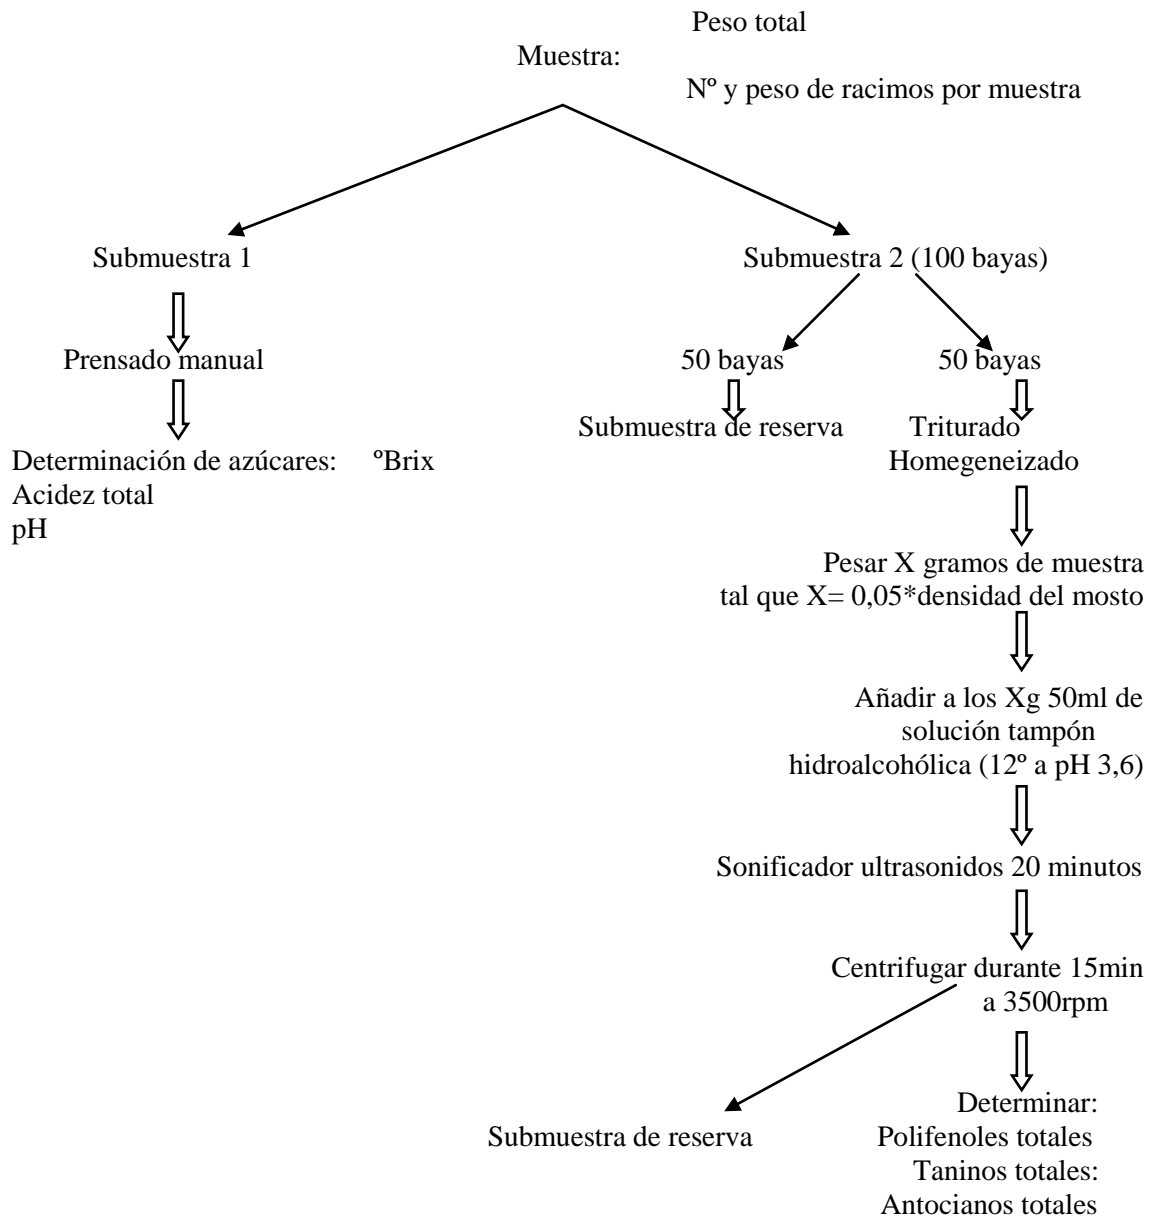 Peso total
Muestra:
Nº y peso de racimos por muestra
Submuestra 1
Submuestra 2 (100 bayas)
Prensado manual
50 bayas
50 bayas
Submuestra de reserva
Triturado
Homegeneizado
Determinación de azúcares: ºBrix
Acidez total
pH
Pesar X gramos de muestra
tal que X= 0,05*densidad del mosto
Añadir a los Xg 50ml de
solución tampón
hidroalcohólica (12º a pH 3,6)
Sonificador ultrasonidos 20 minutos
Centrifugar durante 15min
a 3500rpm
Submuestra de reserva
Determinar:
Polifenoles totales
Taninos totales:
Antocianos totales